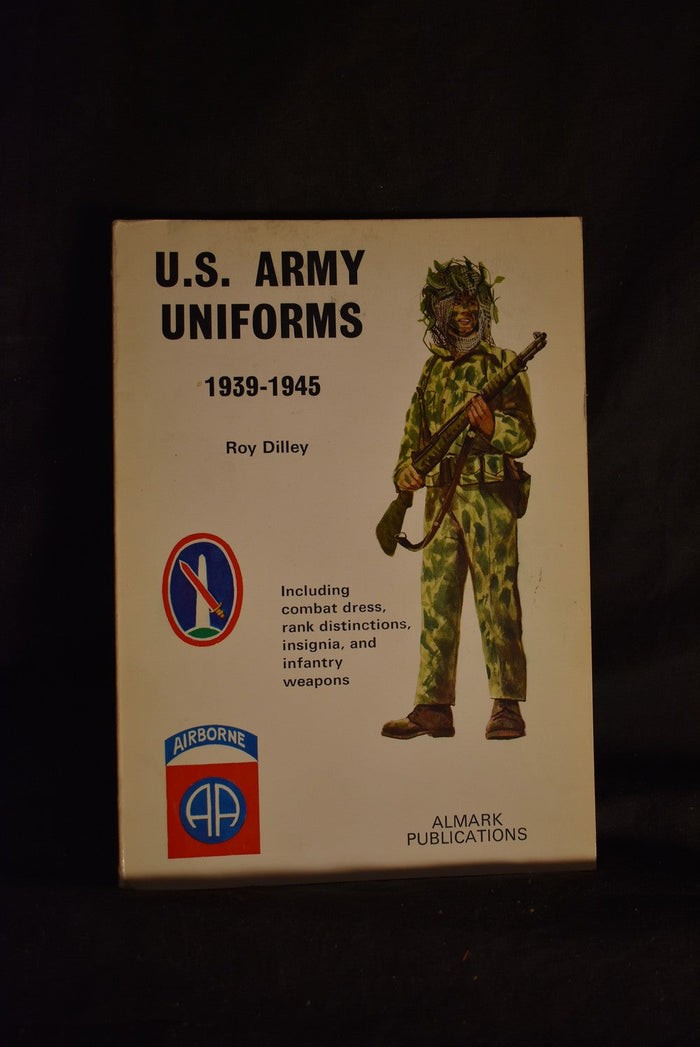 U.S. ARMY
UNIFORMS
1939-1945
Roy Dilley
Including
combat dress,
rank distinctions,
insignia, and
infantry
weapons
AIRBORNE
AA
ALMARK
PUBLICATIONS